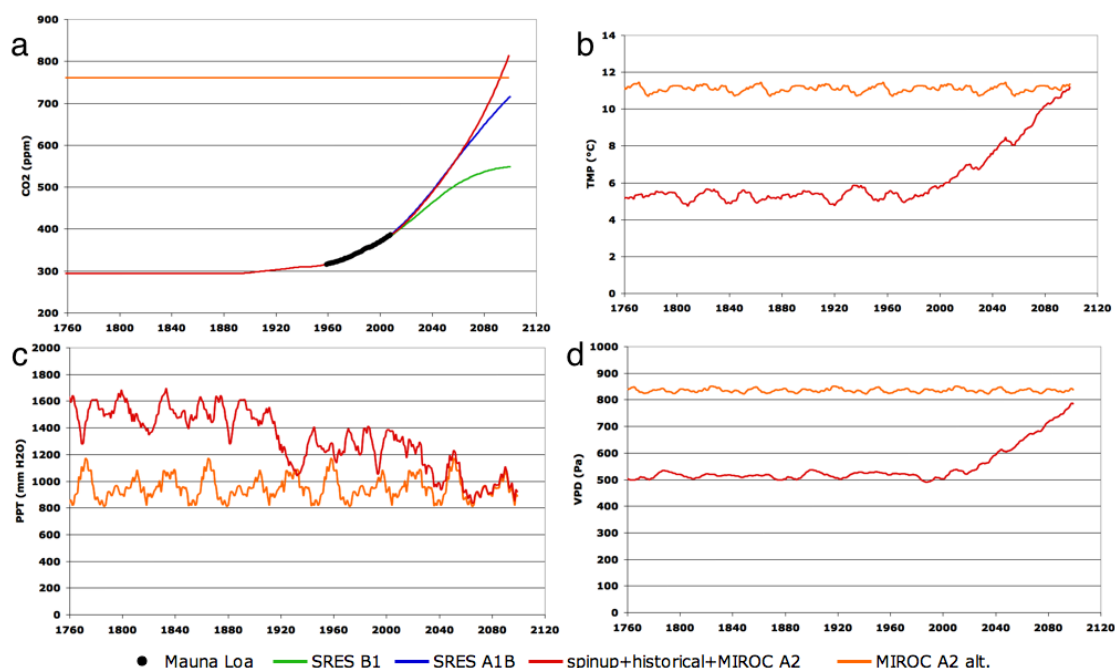 a
CO2 (ppm)
900
800
700
600
500
400
300
200
1760 1800 1840 1880 1920 1960 2000 2040 2080 2120
b
TMP (°C)
14
12
10
8
6
4
2
0
1760 1800 1840 1880 1920 1960 2000 2040 2080 2120
c
PPT (mm H2O)
2000
1800
1600
1400
1200
1000
800
600
400
200
0
1760 1800 1840 1880 1920 1960 2000 2040 2080 2120
d
VPD (Pa)
1000
900
800
700
600
500
400
300
200
100
0
1760 1800 1840 1880 1920 1960 2000 2040 2080 2120
Mauna Loa SRES B1 SRES A1B spinup+historical+MIROC A2 MIROC A2 alt.